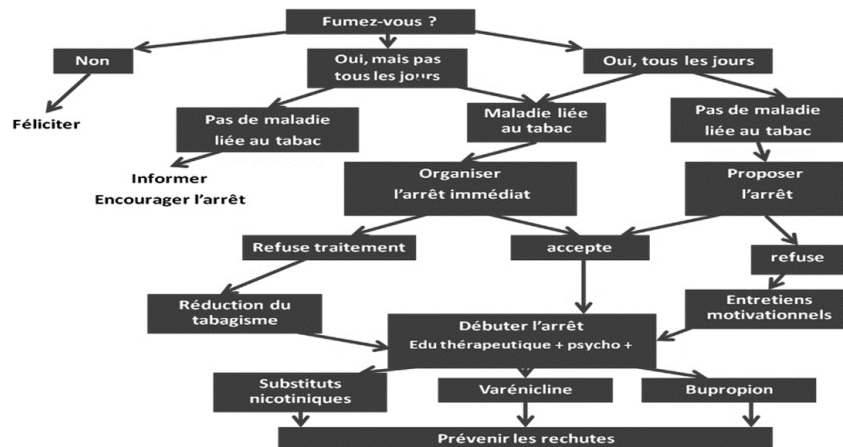 Fumez-vous ?
Non
Oui, mais pas
tous les jours
Oui, tous les jours
Féliciter
Pas de maladie
liée au tabac
Maladie liée
au tabac
Pas de maladie
liée au tabac
Informer
Encourager l'arrêt
Organiser
l'arrêt immédiat
Proposer
l'arrêt
Refuse traitement
accepte
refuse
Réduction du
tabagisme
Entretiens
motivationnels
Débuter l'arrêt
Edu thérapeutique + psycho +
Substituts
nicotiniques
Varénicline
Bupropion
Prévenir les rechutes